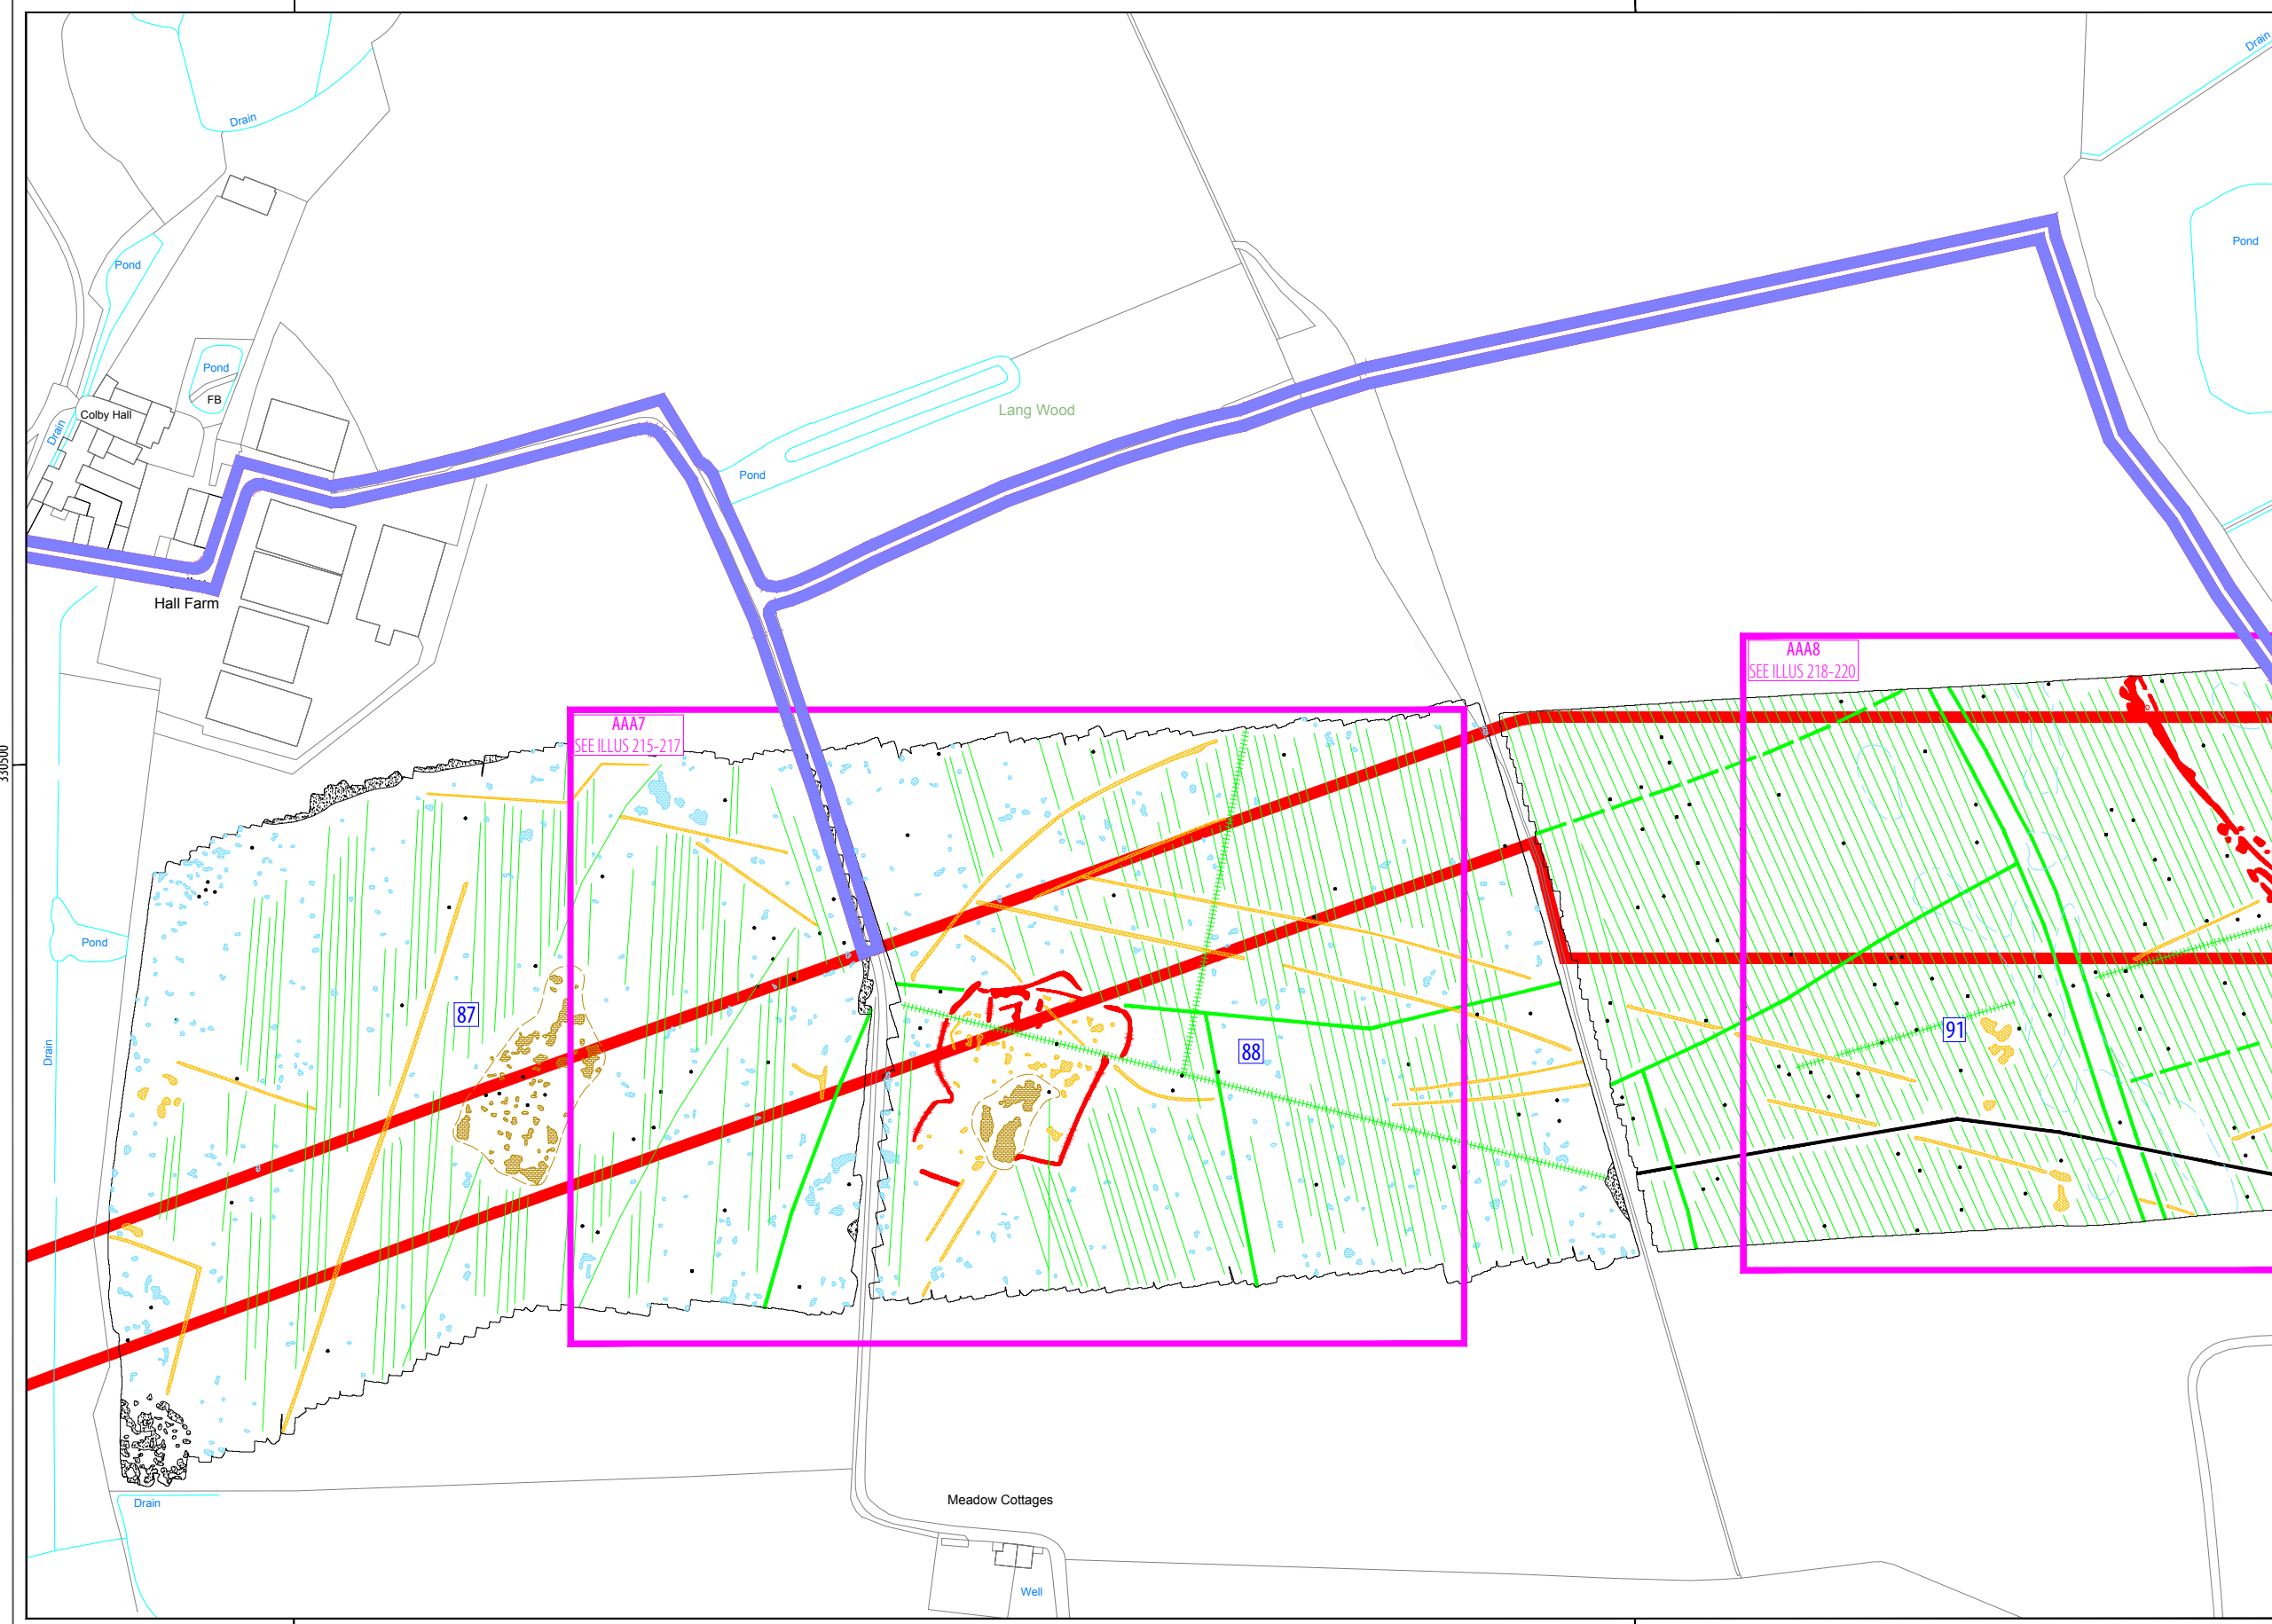 Drain
Drain
Pond
Pond
Pond
FB
Colby Hall
Drain
Lang Wood
Pond
Hall Farm
AAA8
SEE ILLUS 218-220
AAA7
SEE ILLUS 215-217
330500
Pond
87
91
88
Drain
Meadow Cottages
Drain
Well